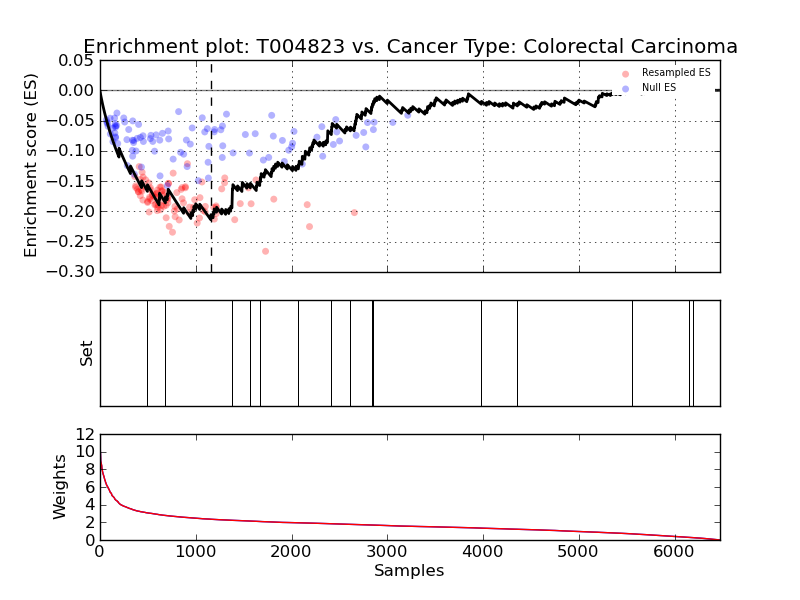 Enrichment plot: T004823 vs. Cancer Type: Colorectal Carcinoma
Enrichment score (ES)
0.05
0.00
−0.05
−0.10
−0.15
−0.20
−0.25
−0.30
Resampled ES
Null ES
Set
Weights
12
10
8
6
4
2
0
0 1000 2000 3000 4000 5000 6000
Samples